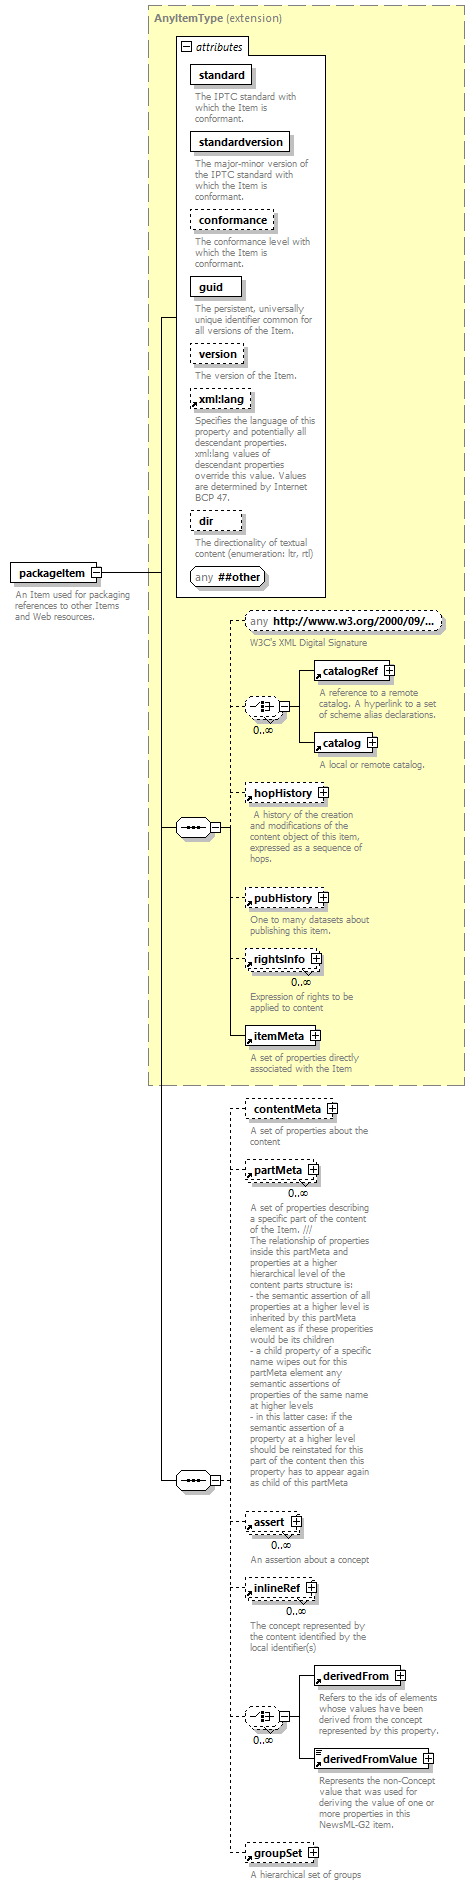 AnyItemType (extension)
attributes
standard
The IPTC standard with
which the Item is
conformant.
standardversion
The major-minor version of
the IPTC standard with
which the Item is
conformant.
conformance
The conformance level with
which the Item is
conformant.
guid
The persistent, universally
unique identifier common for
all versions of the Item.
version
The version of the Item.
xml:lang
Specifies the language of this
property and potentially all
descendant properties.
xml:lang values of
descendant properties
override this value. Values
are determined by Internet
BCP 47.
dir
The directionality of textual
content (enumeration: ltr, rtl)
any ##other
packageItem
An Item used for packaging
references to other Items
and Web resources.
any http://www.w3.org/2000/09/...
W3C's XML Digital Signature
catalogRef
A reference to a remote
catalog. A hyperlink to a set
of scheme alias declarations.
0..∞
catalog
A local or remote catalog.
hopHistory
A history of the creation
and modifications of the
content object of this item,
expressed as a sequence of
hops.
pubHistory
One to many datasets about
publishing this item.
rightsInfo
0..∞
Expression of rights to be
applied to content
itemMeta
A set of properties directly
associated with the Item
contentMeta
A set of properties about the
content
partMeta
0..∞
A set of properties describing
a specific part of the content
of the Item. ///
The relationship of properties
inside this partMeta and
properties at a higher
hierarchical level of the
content parts structure is:
- the semantic assertion of all
properties at a higher level is
inherited by this partMeta
element as if these properities
would be its children
- a child property of a specific
name wipes out for this
partMeta element any
semantic assertions of
properties of the same name
at higher levels
- in this latter case: if the
semantic assertion of a
property at a higher level
should be reinstated for this
part of the content then this
property has to appear again
as child of this partMeta
assert
0..∞
An assertion about a concept
inlineRef
0..∞
The concept represented by
the content identified by the
local identifier(s)
derivedFrom
Refers to the ids of elements
whose values have been
derived from the concept
represented by this property.
0..∞
derivedFromValue
Represents the non-Concept
value that was used for
deriving the value of one or
more properties in this
NewsML-G2 item.
groupSet
A hierarchical set of groups